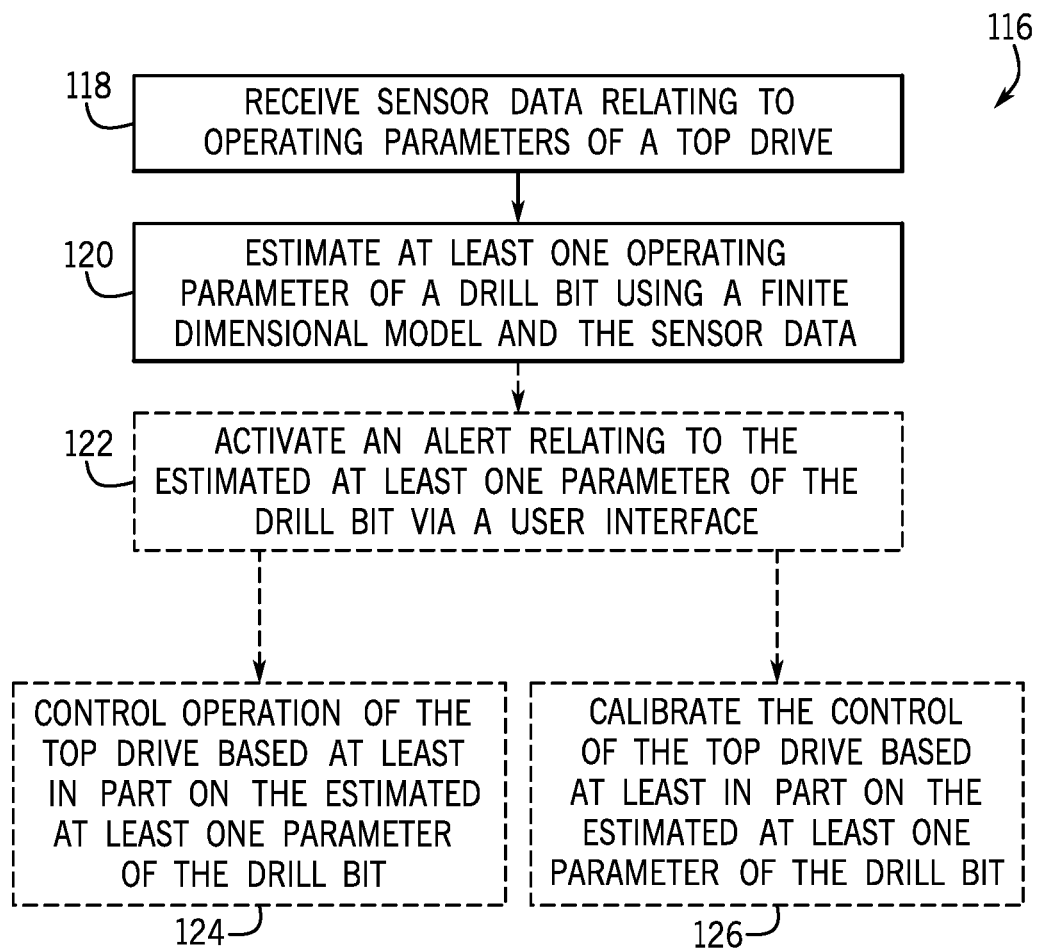 116
118
RECEIVE SENSOR DATA RELATING TO
OPERATING PARAMETERS OF A TOP DRIVE
120
ESTIMATE AT LEAST ONE OPERATING
PARAMETER OF A DRILL BIT USING A FINITE
DIMENSIONAL MODEL AND THE SENSOR DATA
122
ACTIVATE AN ALERT RELATING TO THE
ESTIMATED AT LEAST ONE PARAMETER OF THE
DRILL BIT VIA A USER INTERFACE
CONTROL OPERATION OF THE
TOP DRIVE BASED AT LEAST
IN PART ON THE ESTIMATED
AT LEAST ONE PARAMETER
OF THE DRILL BIT
124
CALIBRATE THE CONTROL
OF THE TOP DRIVE BASED
AT LEAST IN PART ON THE
ESTIMATED AT LEAST ONE
PARAMETER OF THE DRILL BIT
126